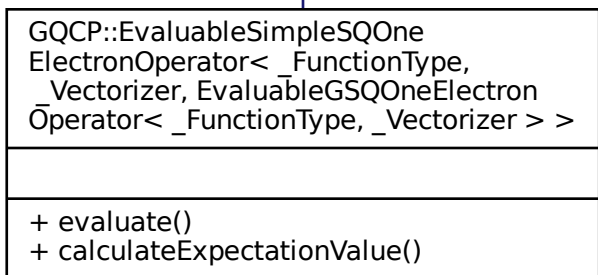 GQCP::EvaluableSimpleSQOne
ElectronOperator< _FunctionType,
_Vectorizer, EvaluableGSQOneElectron
Operator< _FunctionType, _Vectorizer > >
+ evaluate()
+ calculateExpectationValue()